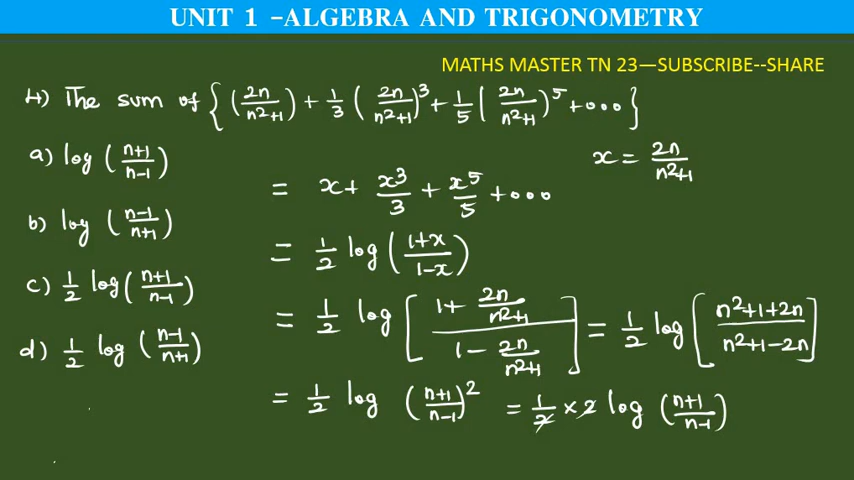 UNIT 1 -ALGEBRA AND TRIGONOMETRY
MATHS MASTER TN 23—SUBSCRIBE--SHARE
4) The sum of {(2n/n²+1) + 1/3 (2n/n²+1)³ + 1/5 (2n/n²+1)⁵ + ooo}
a) log (n+1/n-1)
b) log (n-1/n+1)
c) 1/2 log (n+1/n-1)
d) 1/2 log (n-1/n+1)
x = 2n/n²+1
= x + x³/3 + x⁵/5 + ooo
= 1/2 log (1+x/1-x)
= 1/2 log [1 + 2n/n²+1 / 1 - 2n/n²+1] = 1/2 log [n²+1+2n/n²+1-2n]
= 1/2 log (n+1/n-1)² = 1/2 × 2 log (n+1/n-1)